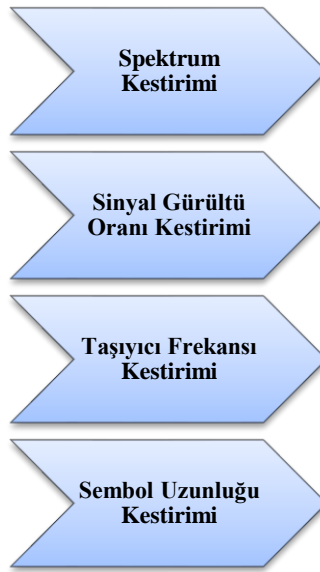 Spektrum
Kestirimi
Sinyal Gürültü
Oranı Kestirimi
Taşıyıcı Frekansı
Kestirimi
Sembol Uzunluğu
Kestirimi